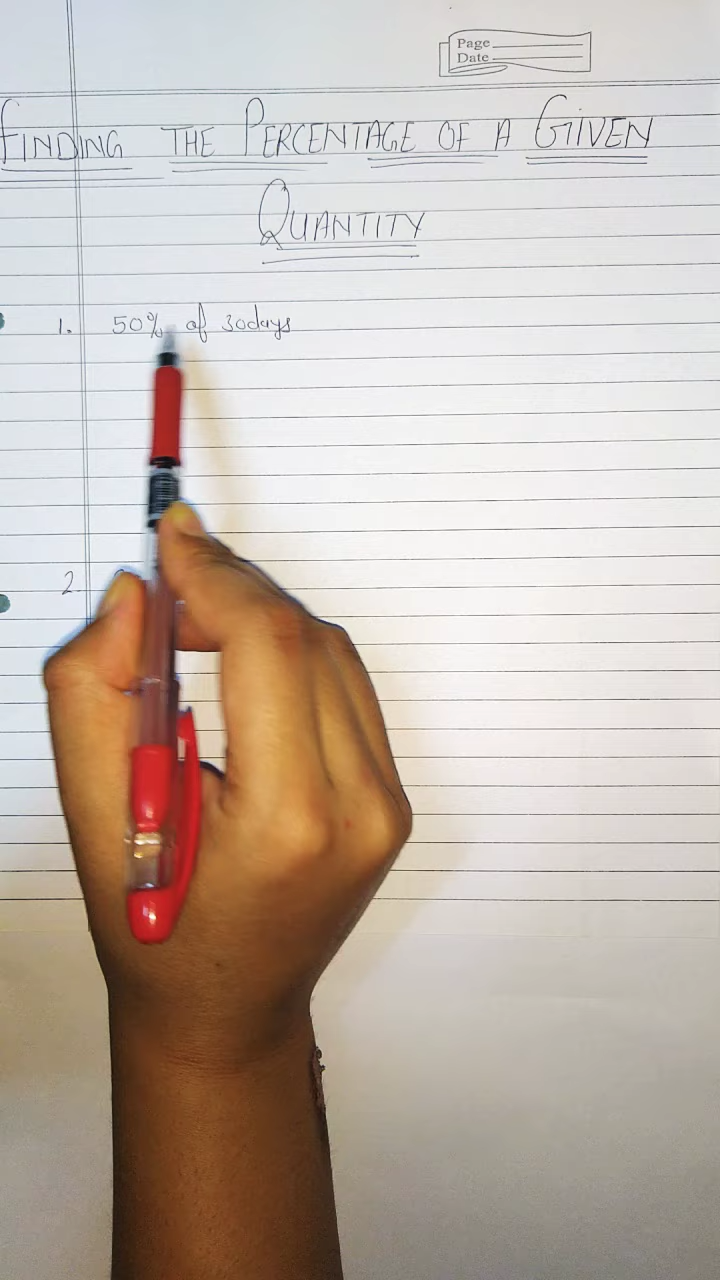 Page
Date
FINDING THE PERCENTAGE OF A GIVEN
QUANTITY
1. 50% of 30days
2.